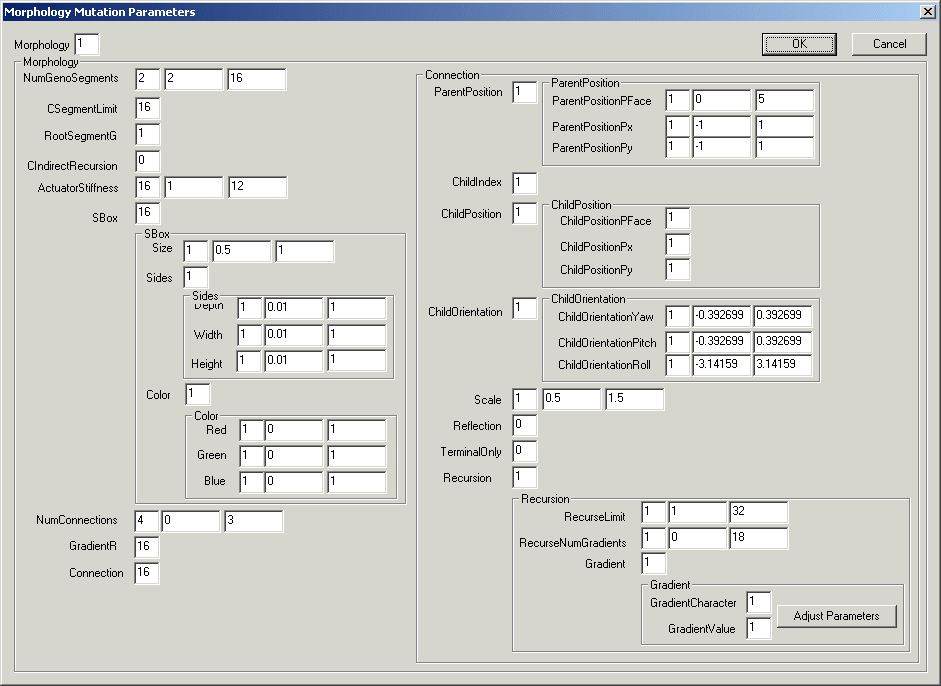 Morphology Mutation Parameters
Morphology 1
OK Cancel
Morphology
NumGenoSegments 2 2 16
CSegmentLimit 16
RootSegmentG 1
CIndirectRecursion 0
ActuatorStiffness 16 1 12
SBox 16
SBox
Size 1 0.5 1
Sides 1
Sides
Depth 1 0.01 1
Width 1 0.01 1
Height 1 0.01 1
Color 1
Color
Red 1 0 1
Green 1 0 1
Blue 1 0 1
NumConnections 4 0 3
GradientR 16
Connection 16
Connection
ParentPosition 1
ParentPosition
ParentPositionPFace 1 0 5
ParentPositionPx 1 -1 1
ParentPositionPy 1 -1 1
ChildIndex 1
ChildPosition 1
ChildPosition
ChildPositionPFace 1
ChildPositionPx 1
ChildPositionPy 1
ChildOrientation 1
ChildOrientation
ChildOrientationYaw 1 -0.392699 0.392699
ChildOrientationPitch 1 -0.392699 0.392699
ChildOrientationRoll 1 -3.14159 3.14159
Scale 1 0.5 1.5
Reflection 0
TerminalOnly 0
Recursion 1
Recursion
RecurseLimit 1 1 32
RecurseNumGradients 1 0 18
Gradient 1
Gradient
GradientCharacter 1
GradientValue 1
Adjust Parameters